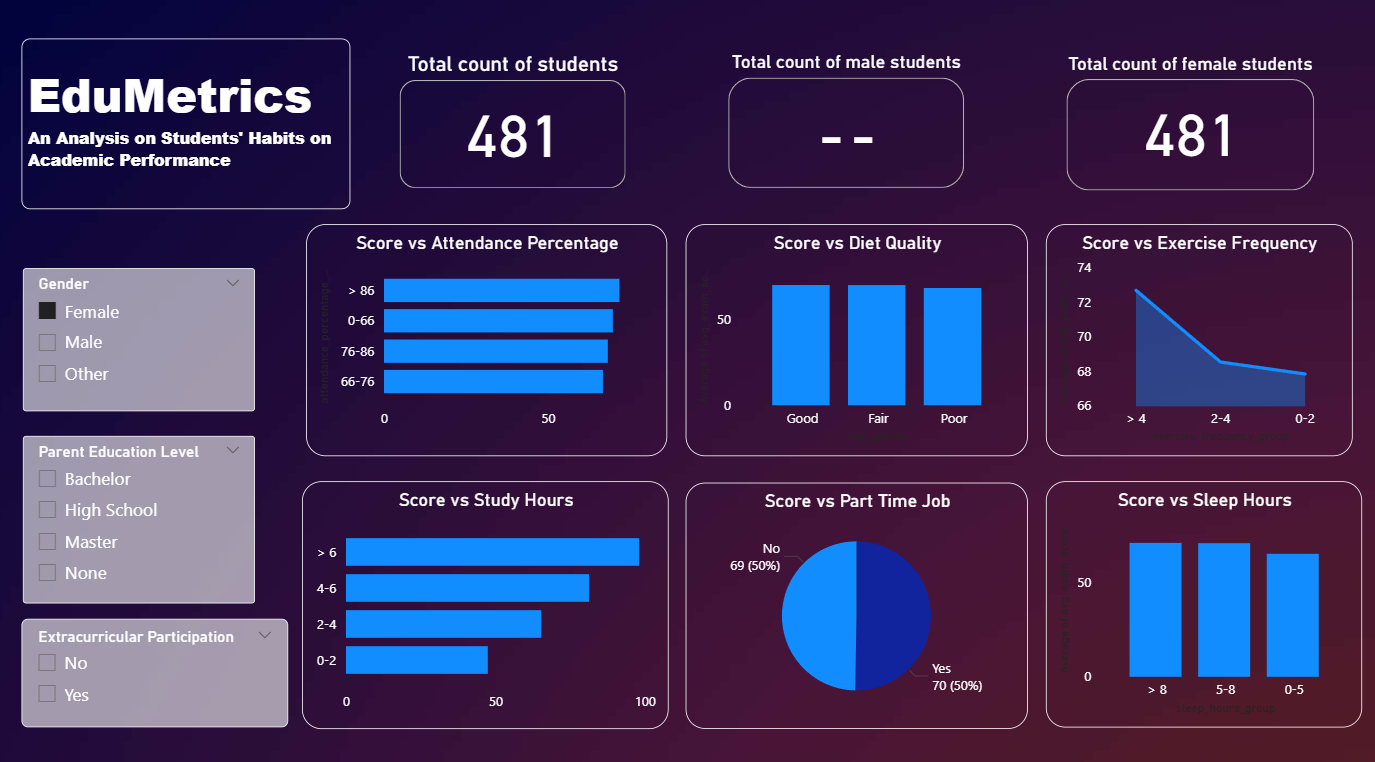 EduMetrics
An Analysis on Students' Habits on
Academic Performance
Total count of students
481
Total count of male students
--
Total count of female students
481
Gender
Female
Male
Other
Parent Education Level
Bachelor
High School
Master
None
Extracurricular Participation
No
Yes
Score vs Attendance Percentage
> 86
0-66
76-86
66-76
0
50
Score vs Diet Quality
50
0
Good
Fair
Poor
Score vs Exercise Frequency
74
72
70
68
66
> 4
2-4
0-2
Score vs Study Hours
> 6
4-6
2-4
0-2
0
50
100
Score vs Part Time Job
No
69 (50%)
Yes
70 (50%)
Score vs Sleep Hours
50
0
> 8
5-8
0-5
sleep_hours_group